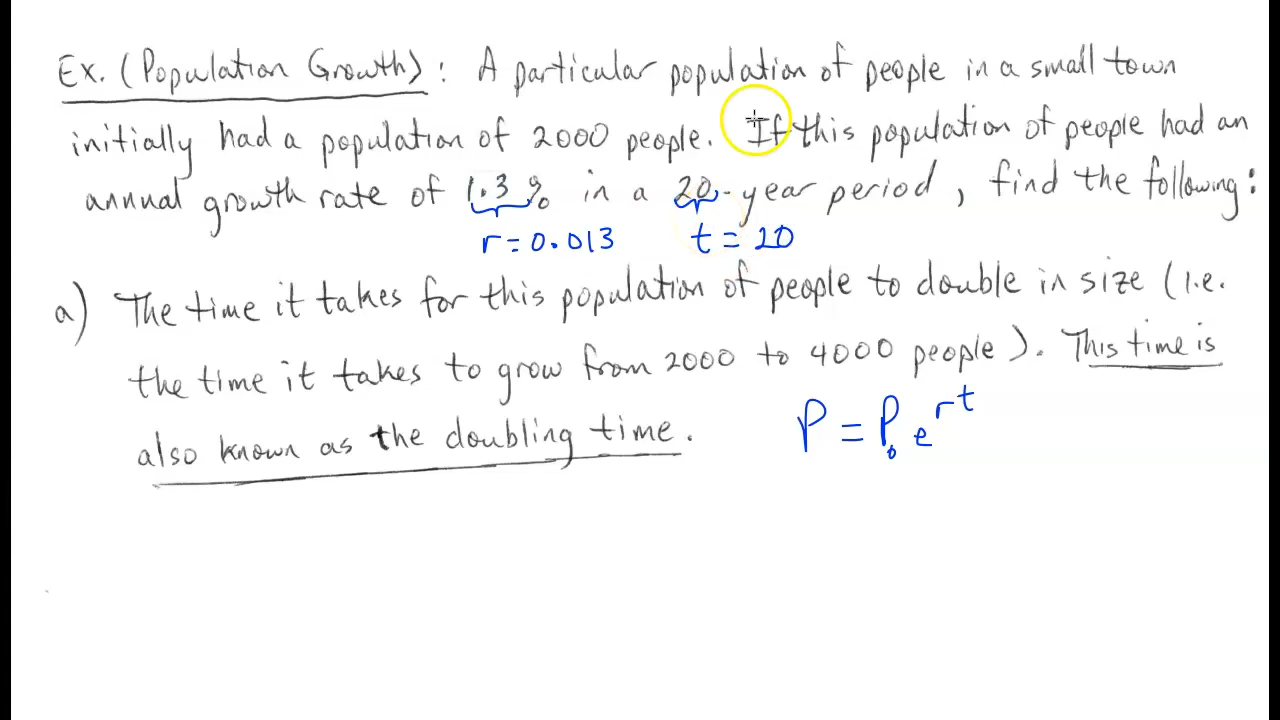 Ex. (Population Growth): A particular population of people in a small town
initially had a population of 2000 people. If this population of people had an
annual growth rate of 1.3% in a 20-year period, find the following:
r = 0.013 t = 20
a) The time it takes for this population of people to double in size (i.e.
the time it takes to grow from 2000 to 4000 people). This time is
also known as the doubling time.
P = P₀ e^{rt}